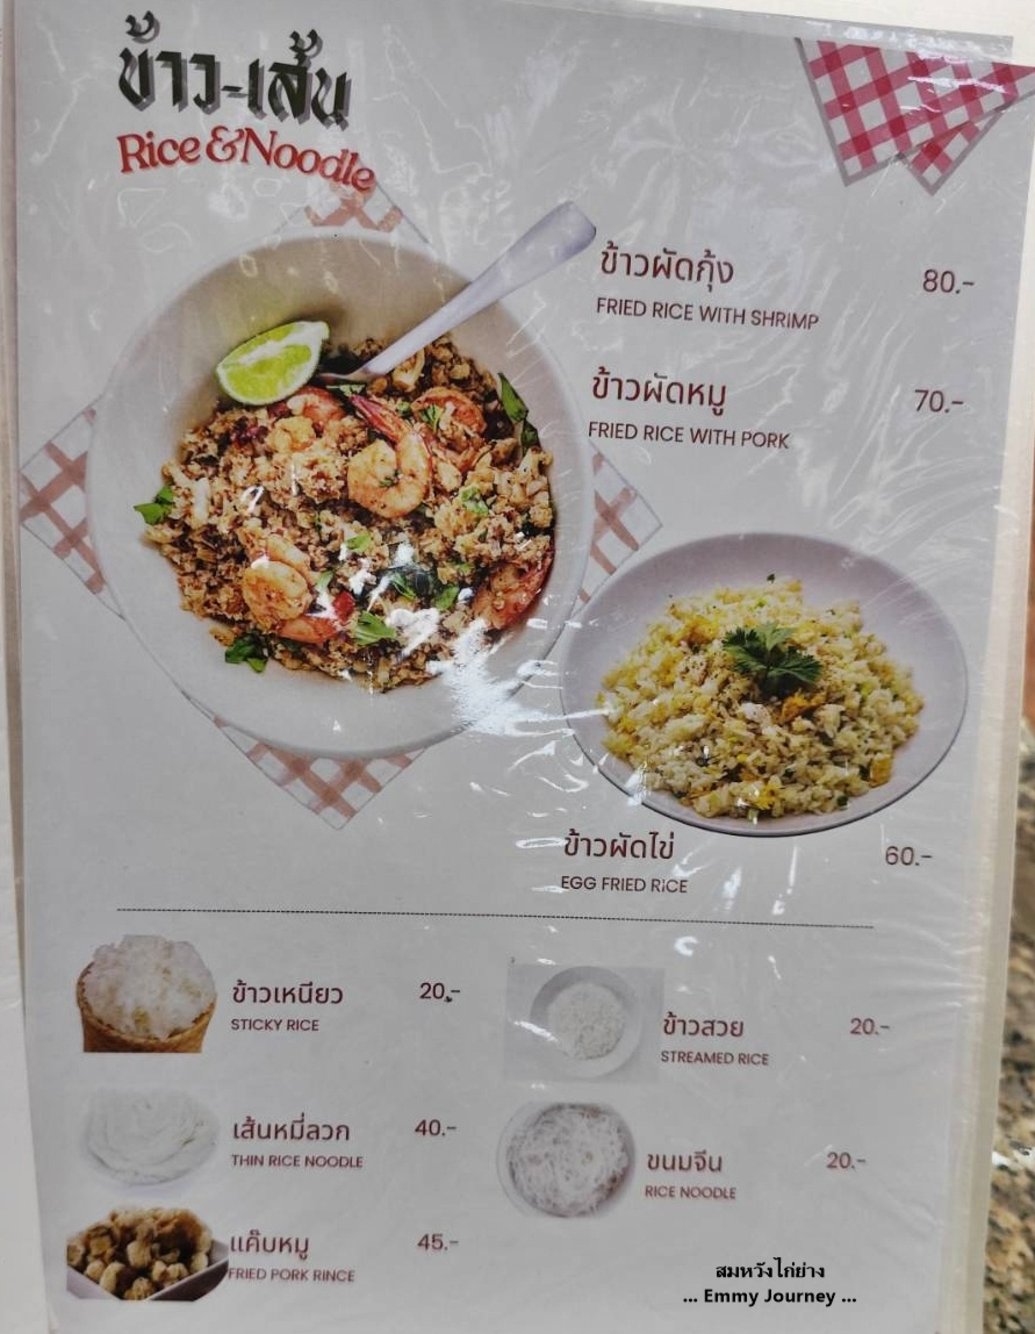 ข้าว-เส้น
Rice & Noodle
ข้าวผัดกุ้ง 80.-
FRIED RICE WITH SHRIMP
ข้าวผัดหมู 70.-
FRIED RICE WITH PORK
ข้าวผัดไข่ 60.-
EGG FRIED RICE
ข้าวเหนียว 20.-
STICKY RICE
ข้าวสวย 20.-
STREAMED RICE
เส้นหมี่ลวก 40.-
THIN RICE NOODLE
ขนมจีน 20.-
RICE NOODLE
แค๊บหมู 45.-
FRIED PORK RINCE
สมหวังไก่ย่าง
... Emmy Journey ...